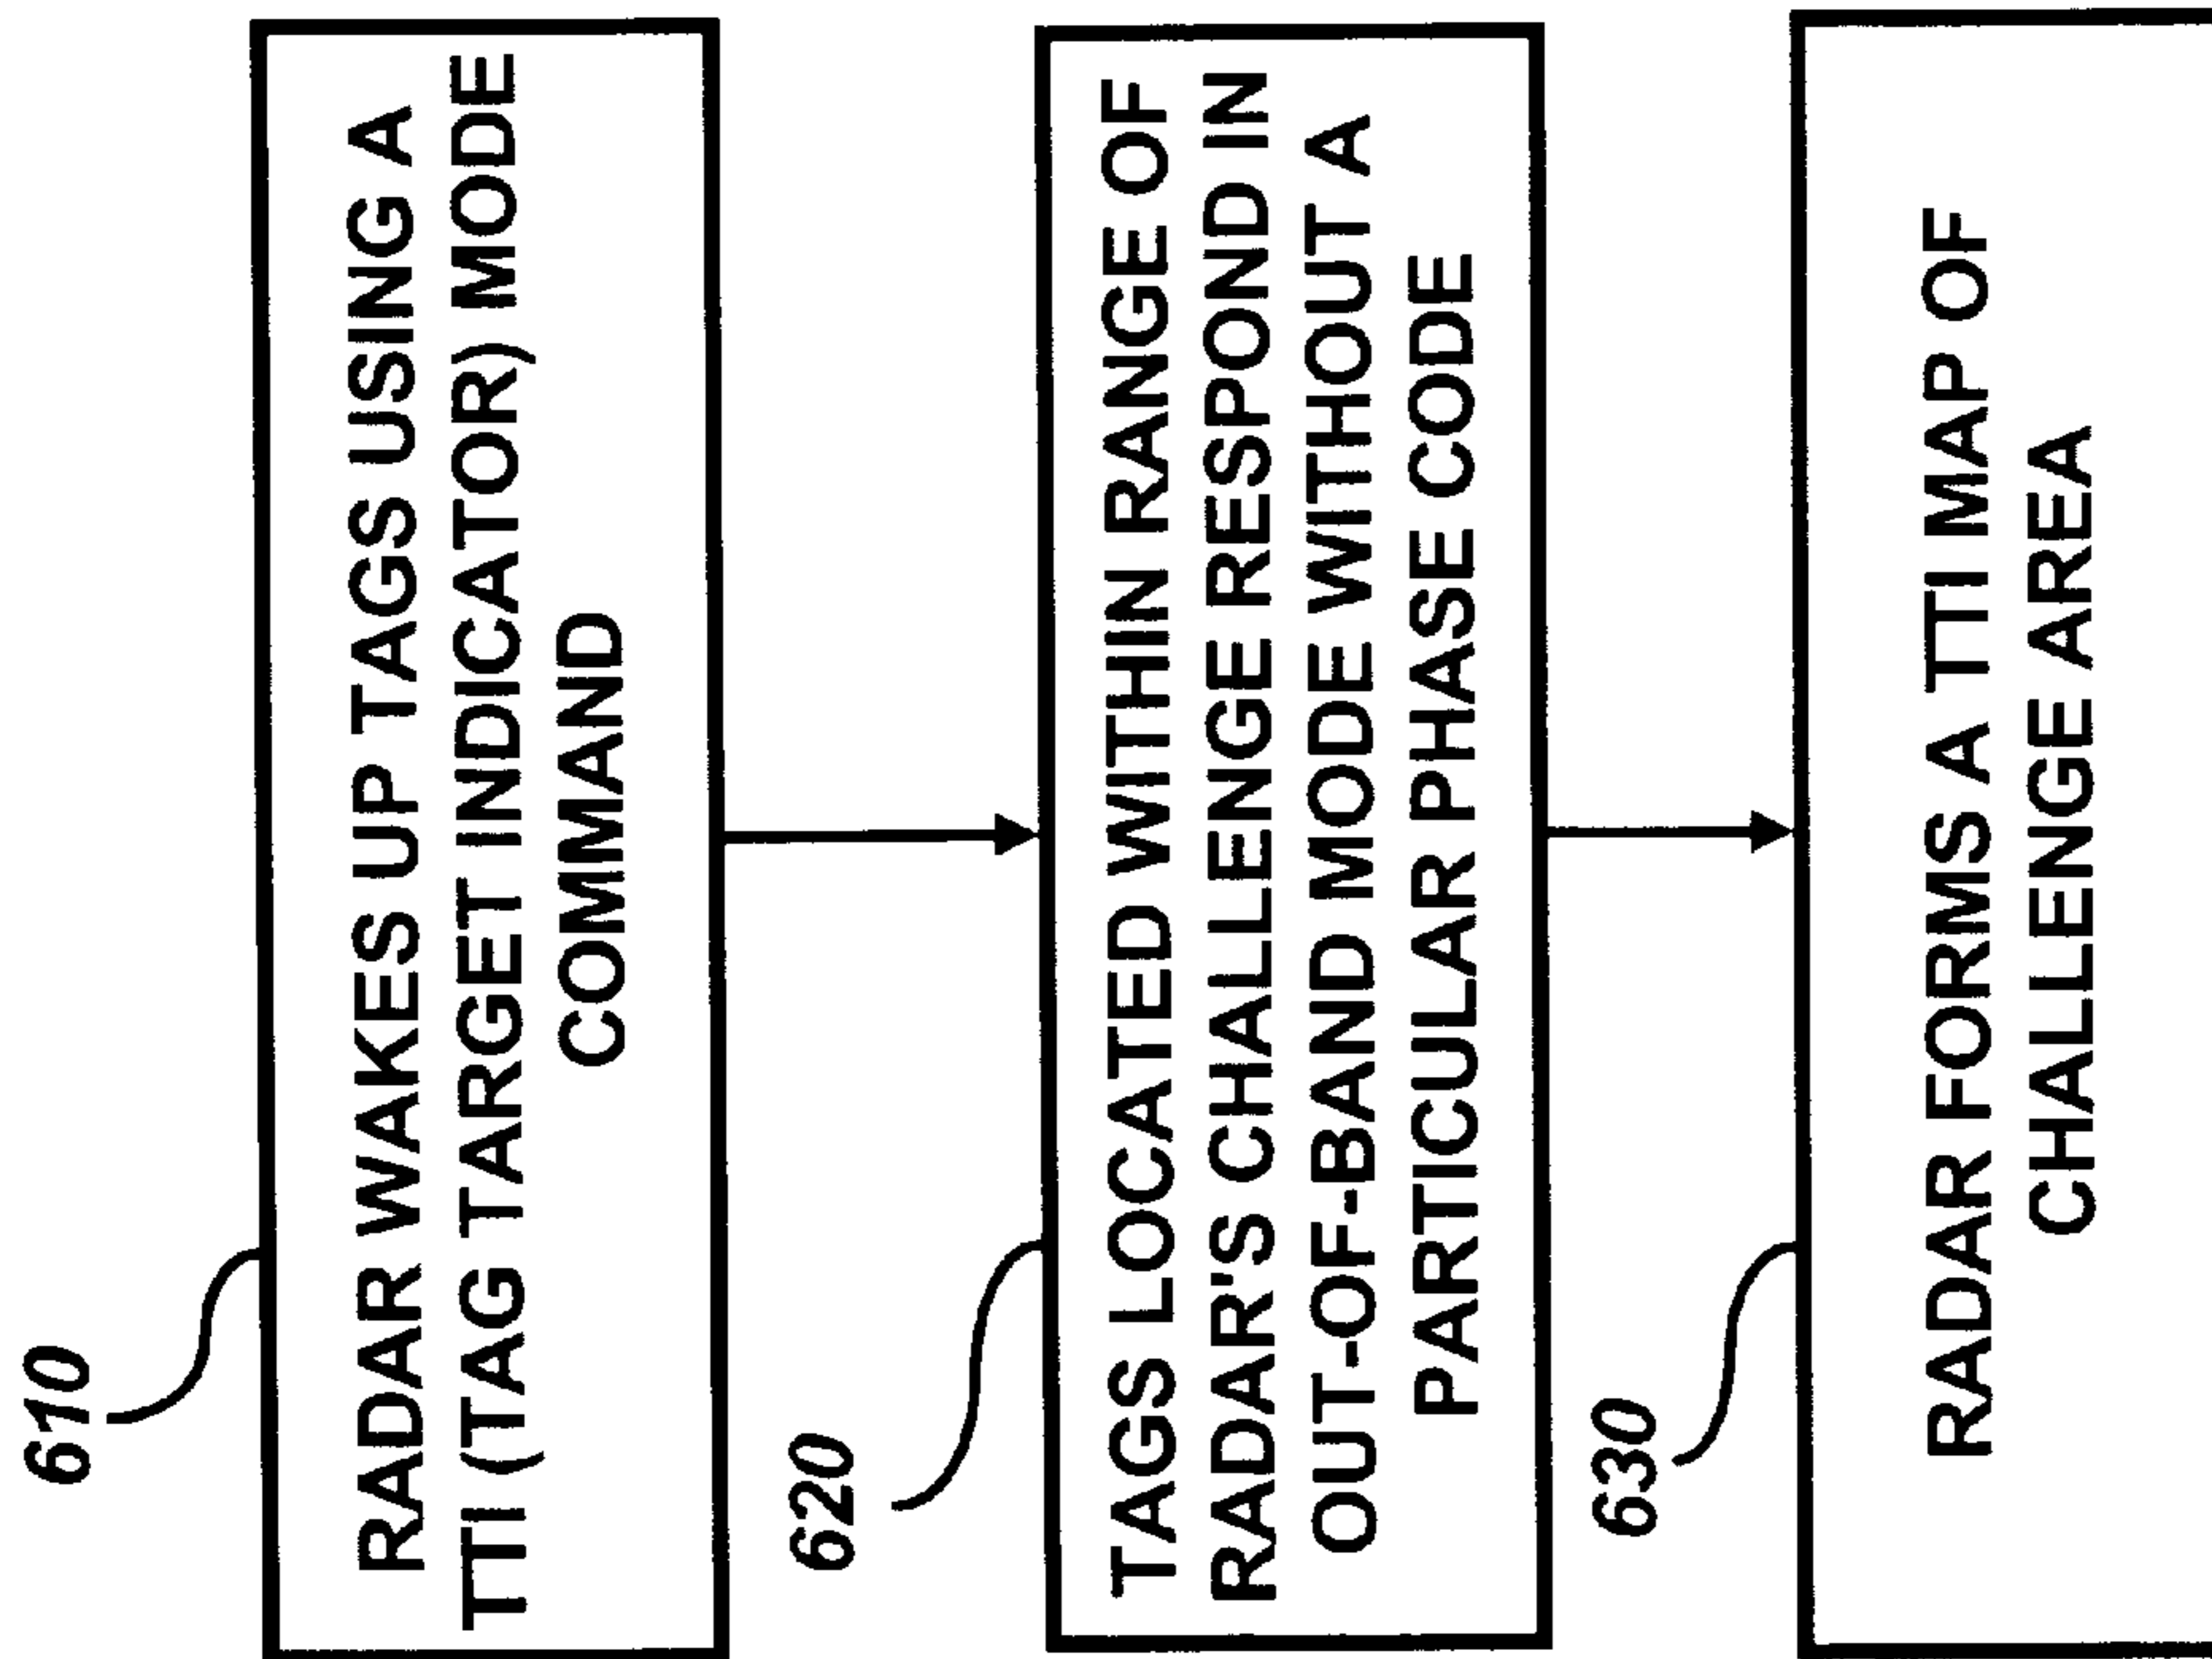 610
RADAR WAKES UP TAGS USING A
TTI (TAG TARGET INDICATOR) MODE
COMMAND
620
TAGS LOCATED WITHIN RANGE OF
RADAR'S CHALLENGE RESPOND IN
OUT-OF-BAND MODE WITHOUT A
PARTICULAR PHASE CODE
630
RADAR FORMS A TTI MAP OF
CHALLENGE AREA